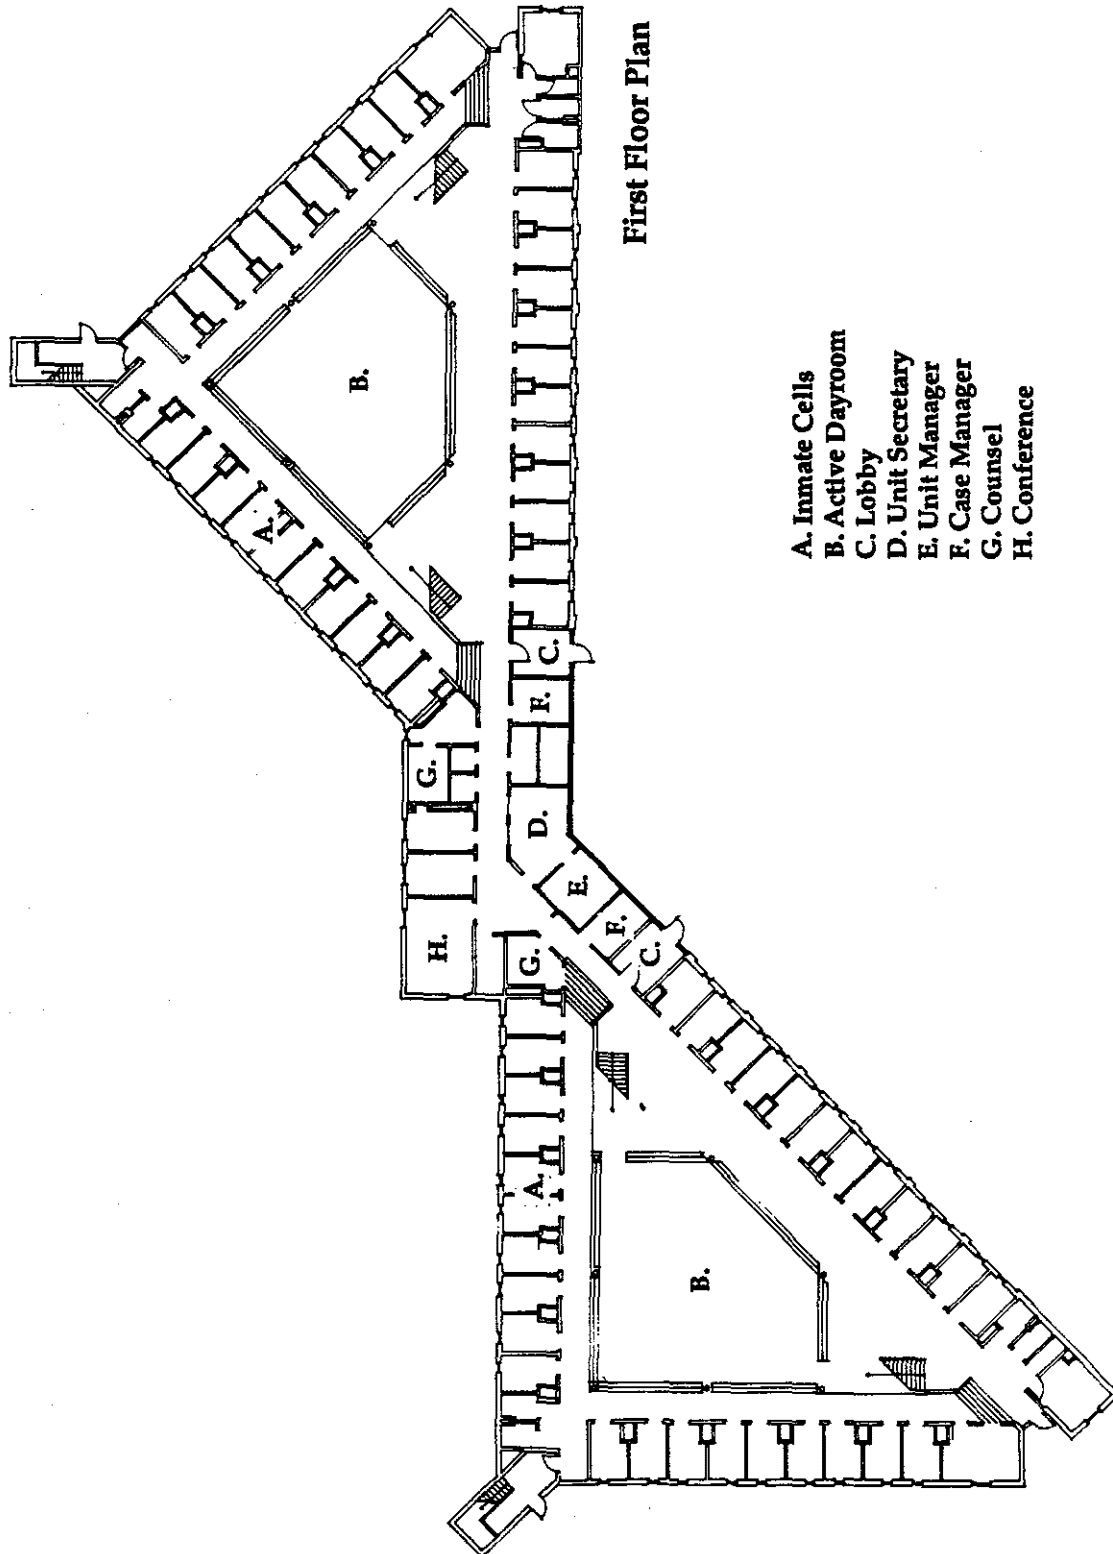 First Floor Plan
A. Inmate Cells
B. Active Dayroom
C. Lobby
D. Unit Secretary
E. Unit Manager
F. Case Manager
G. Counsel
H. Conference
B.
A.
C.
F.
G.
D.
E.
H.
F.
G.
C.
A.
B.